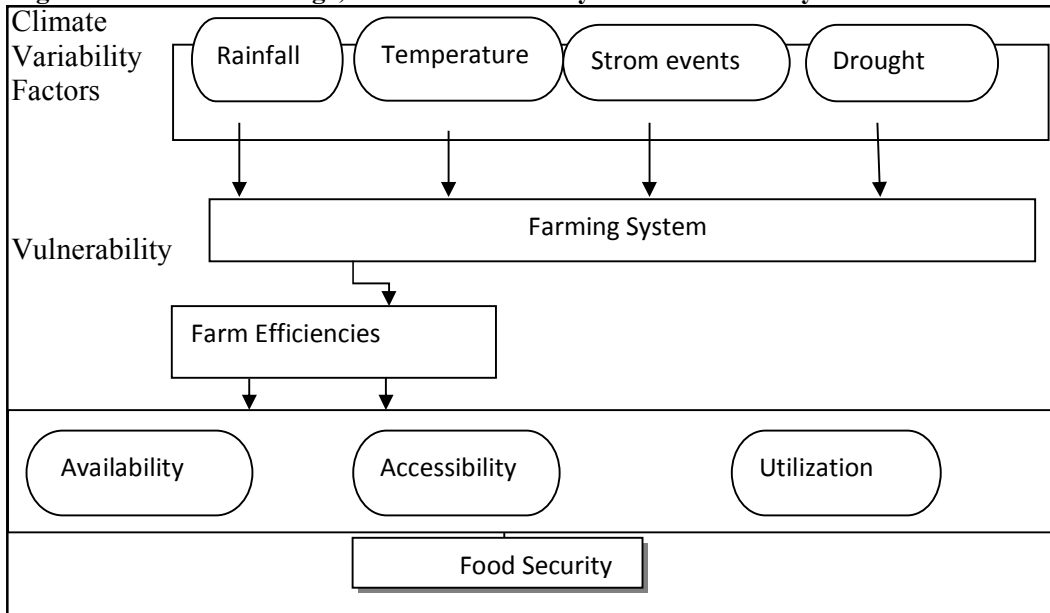 Climate
Variability
Factors
Rainfall
Temperature
Strom events
Drought
Farming System
Vulnerability
Farm Efficiencies
Availability
Accessibility
Utilization
Food Security